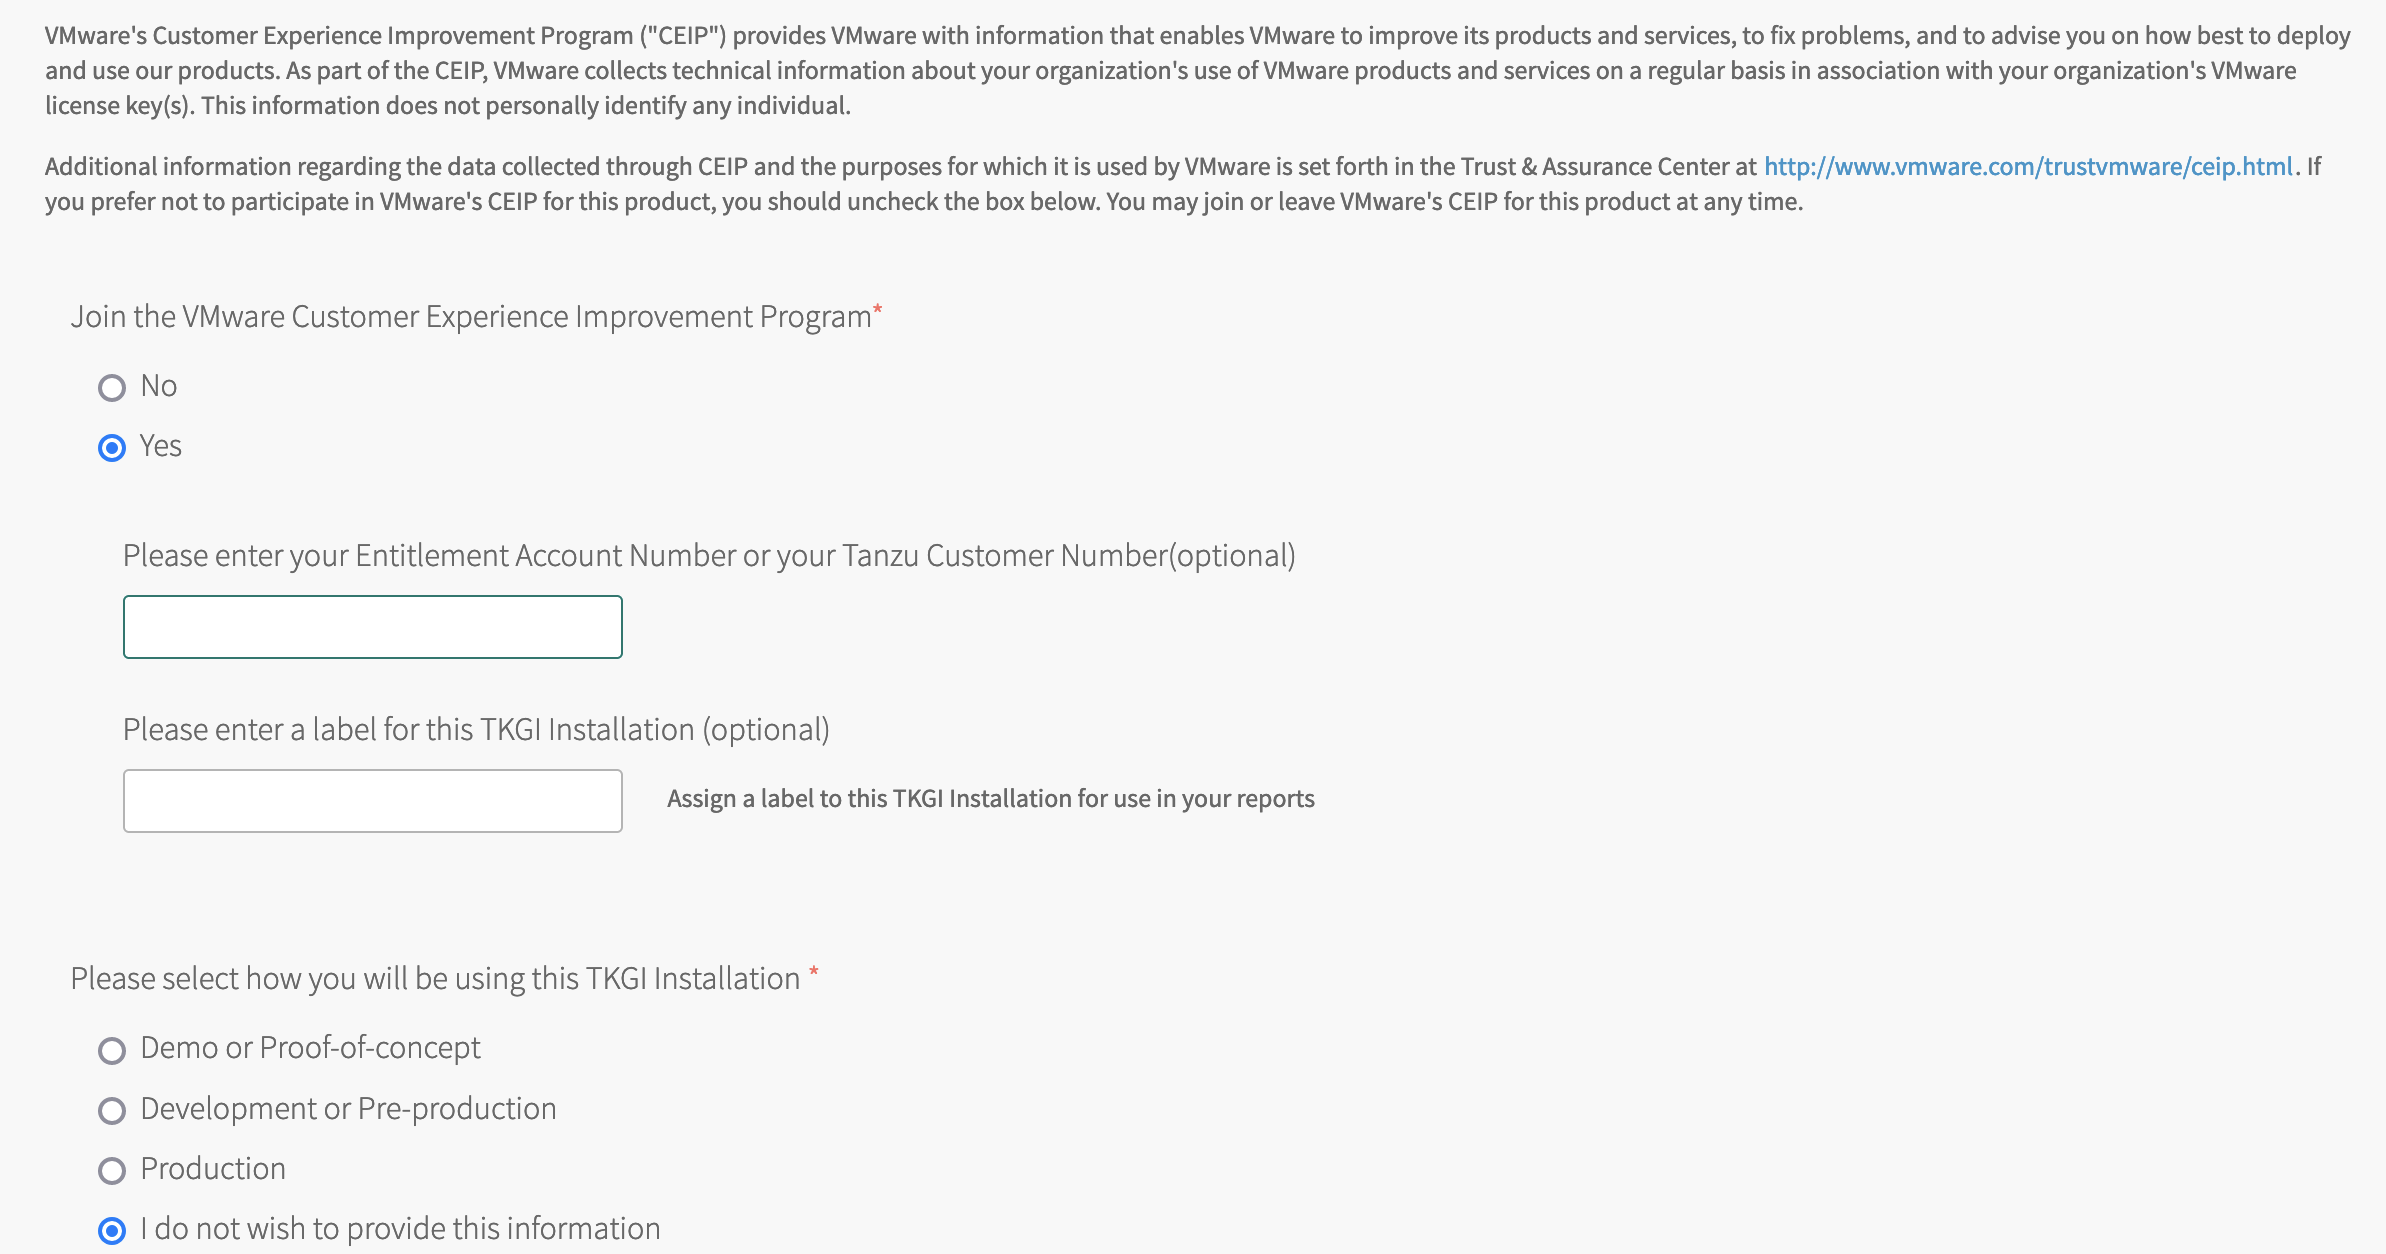 VMware's Customer Experience Improvement Program ("CEIP") provides VMware with information that enables VMware to improve its products and services, to fix problems, and to advise you on how best to deploy
and use our products. As part of the CEIP, VMware collects technical information about your organization's use of VMware products and services on a regular basis in association with your organization's VMware
license key(s). This information does not personally identify any individual.
Additional information regarding the data collected through CEIP and the purposes for which it is used by VMware is set forth in the Trust & Assurance Center at http://www.vmware.com/trustvmware/ceip.html. If
you prefer not to participate in VMware's CEIP for this product, you should uncheck the box below. You may join or leave VMware's CEIP for this product at any time.
Join the VMware Customer Experience Improvement Program*
No
Yes
Please enter your Entitlement Account Number or your Tanzu Customer Number(optional)
Please enter a label for this TKGI Installation (optional)
Assign a label to this TKGI Installation for use in your reports
Please select how you will be using this TKGI Installation *
Demo or Proof-of-concept
Development or Pre-production
Production
I do not wish to provide this information